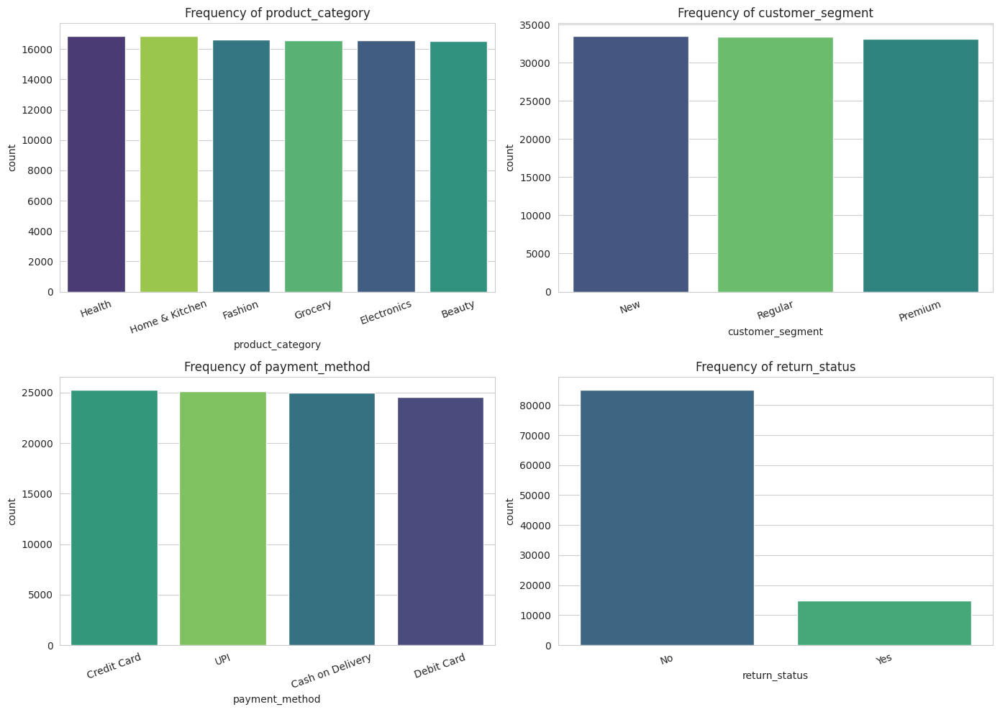 Frequency of product_category
count
16000
14000
12000
10000
8000
6000
4000
2000
0
Health
Home & Kitchen
Fashion
Grocery
Electronics
Beauty
product_category
Frequency of customer_segment
count
35000
30000
25000
20000
15000
10000
5000
0
New
Regular
Premium
customer_segment
Frequency of payment_method
count
25000
20000
15000
10000
5000
0
Credit Card
UPI
Cash on Delivery
Debit Card
payment_method
Frequency of return_status
count
80000
70000
60000
50000
40000
30000
20000
10000
0
No
Yes
return_status